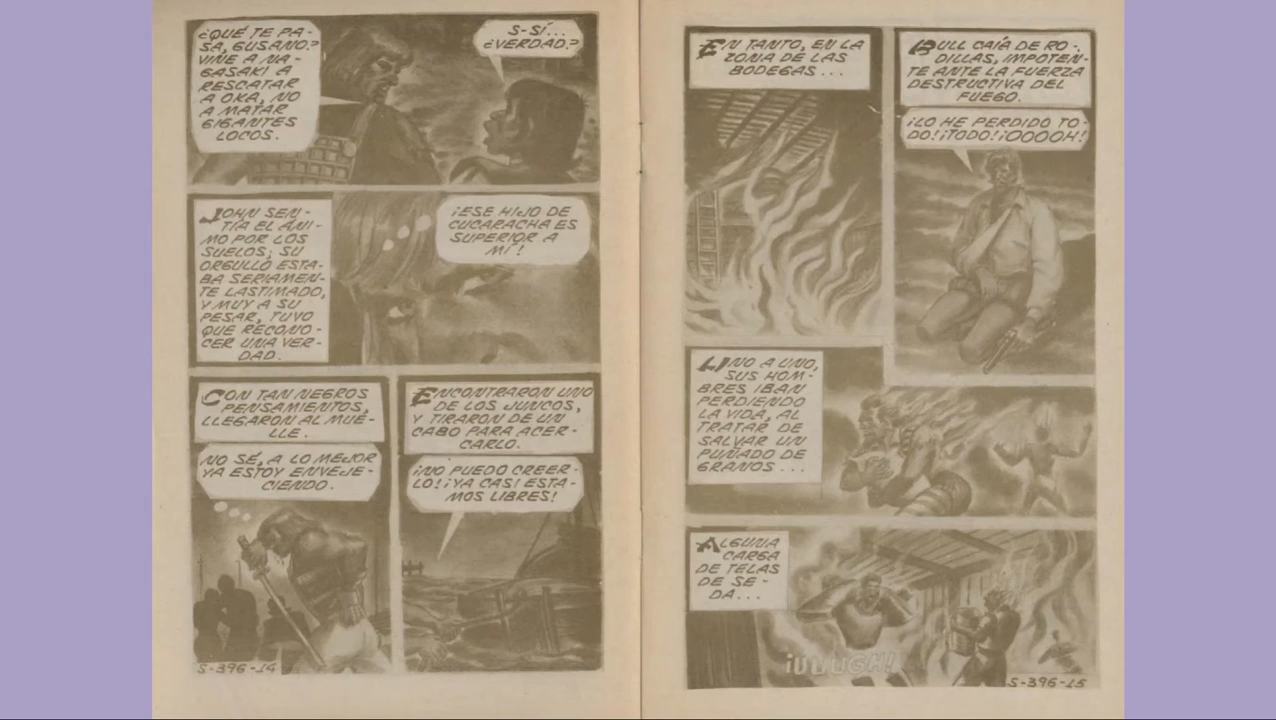 ¿QUÉ TE PA-
SA, GUSANO?
VINE A NA-
GASAKI A
RESCATAR
A OKA, NO
A MATAR
GIGANTES
LOCOS.
S-SÍ...
¿VERDAD?
JOHN SEN-
TÍA EL ÁNI-
MO POR LOS
SUELOS; SU
ORGULLO ESTA-
BA SERIAMEN-
TE LASTIMADO,
Y MUY A SU
PESAR, TUVO
QUE RECONO-
CER UNA VER-
DAD.
¡ESE HIJO DE
CUCARACHA ES
SUPERIOR A
MÍ!
CON TAN NEGROS
PENSAMIENTOS,
LLEGARON AL MUE-
LLE.
NO SÉ, A LO MEJOR
YA ESTOY ENVEJE-
CIENDO.
ENCONTRARON UNO
DE LOS JUNCOS,
Y TIRARON DE UN
CABO PARA ACER-
CARLO.
¡NO PUEDO CREER-
LO! ¡YA CASI ESTA-
MOS LIBRES!
S-396-14
EN TANTO, EN LA
ZONA DE LAS
BODEGAS...
BULL CAÍA DE RO-
DILLAS, IMPOTEN-
TE ANTE LA FUERZA
DESTRUCTIVA DEL
FUEGO.
¡LO HE PERDIDO TO-
DO! ¡TODO! ¡OOOOH!
UNO A UNO,
SUS HOM-
BRES IBAN
PERDIENDO
LA VIDA, AL
TRATAR DE
SALVAR UN
PUÑADO DE
GRANOS...
ALGUNA
CARGA
DE TELAS
DE SE-
DA...
¡UUUGH!
S-396-15